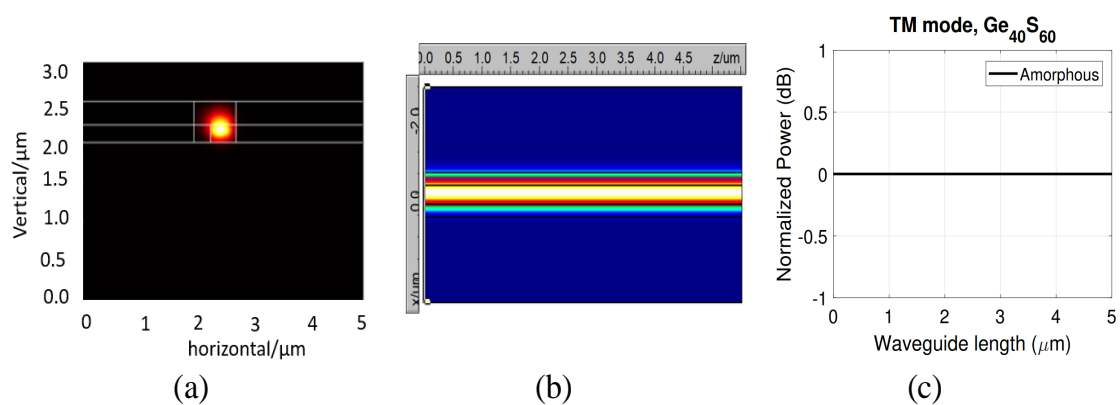 3.0
2.5
2.0
1.5
1.0
0.5
0.0
Vertical/μm
0 1 2 3 4 5
horizontal/μm
(a)
0.0 0.5 1.0 1.5 2.0 2.5 3.0 3.5 4.0 4.5 z/um
-2.0
0.0
x/um
(b)
TM mode, Ge40S60
1
0.5
0
-0.5
-1
Normalized Power (dB)
Amorphous
0 1 2 3 4 5
Waveguide length (μm)
(c)